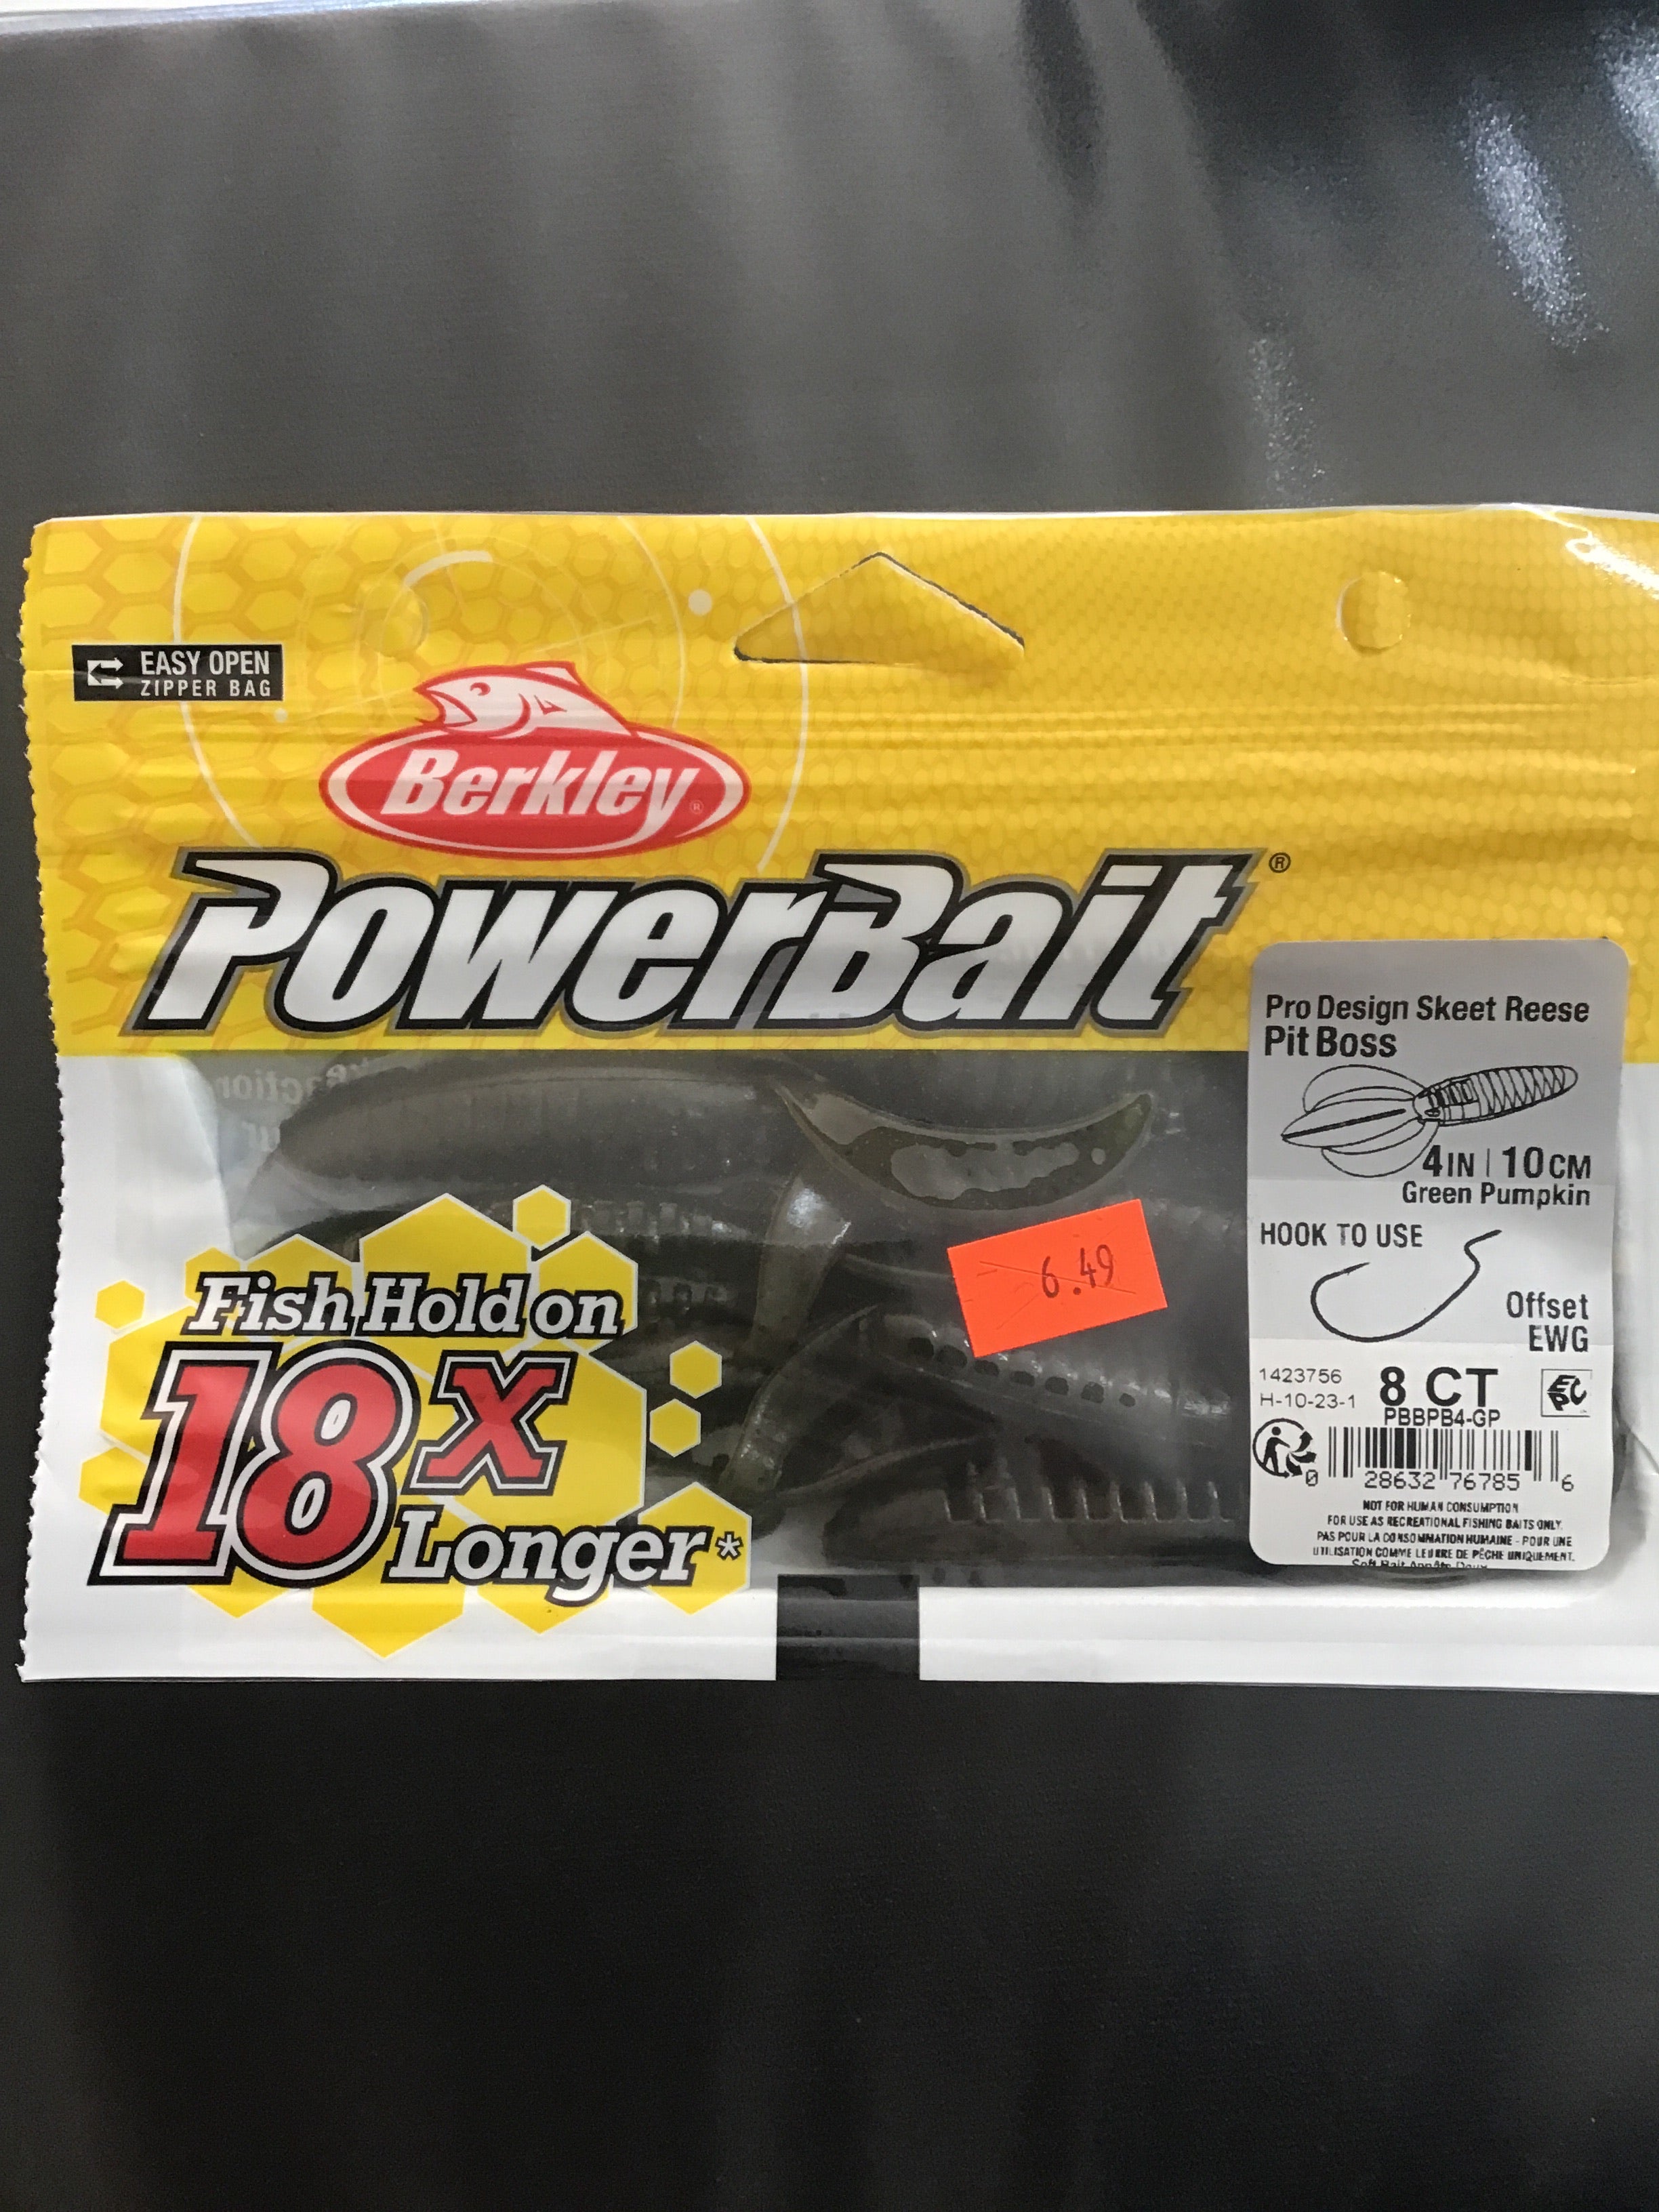 EASY OPEN
ZIPPER BAG
Berkley®
PowerBait®
Pro Design Skeet Reese
Pit Boss
4IN | 10CM
Green Pumpkin
HOOK TO USE
Offset
EWG
6.49
Fish Hold on
18X
Longer*
1423756
H-10-23-1
8 CT
PBBPB4-GP
0 28632 76785 6
NOT FOR HUMAN CONSUMPTION
FOR USE AS RECREATIONAL FISHING BAITS ONLY.
PAS POUR LA CONSOMMATION HUMAINE - POUR UNE
UTILISATION COMME LEURRE DE PÊCHE UNIQUEMENT.